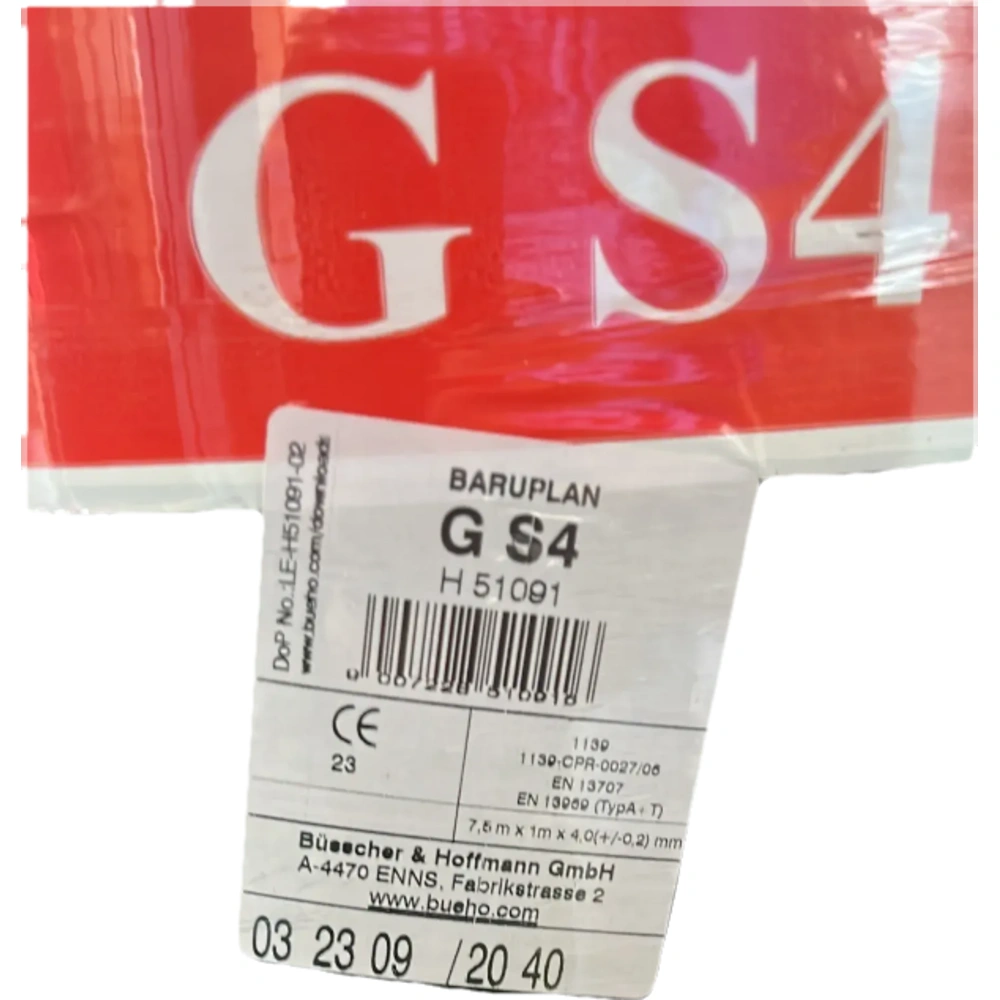 G S4
DoP No.:LE-H51091-02
www.bueho.com/downloads
BARUPLAN
G S4
H 51091
CE
23
1139
1139-CPR-0027/06
EN 13707
EN 13969 (TypA+T)
7,5 m x 1m x 4,0(+/-0,2) mm
Büsscher & Hoffmann GmbH
A-4470 ENNS, Fabrikstrasse 2
www.bueho.com
03 23 09 /20 40